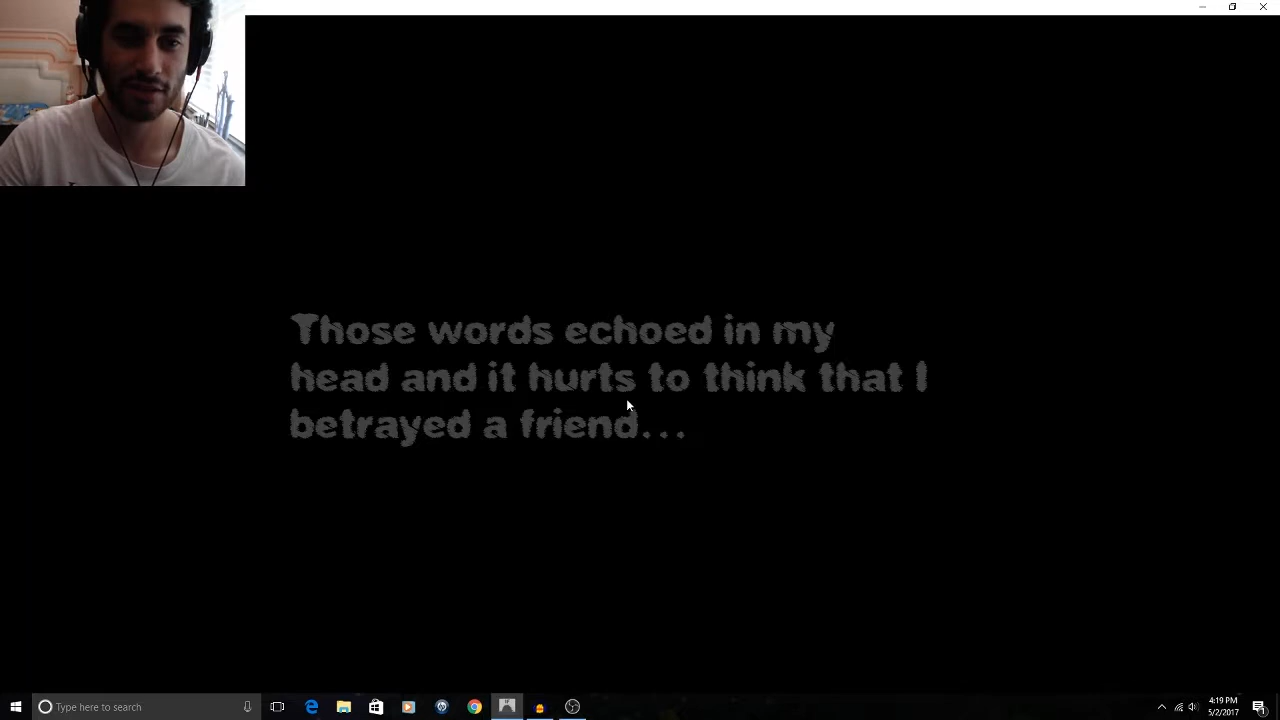 Those words echoed in my
head and it hurts to think that I
betrayed a friend...
Type here to search
4:19 PM
5/2/2017